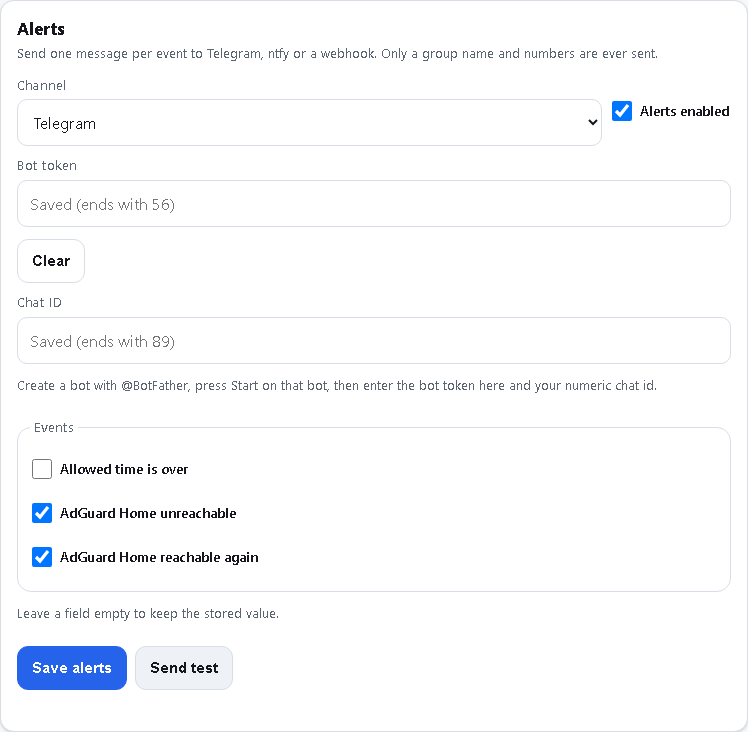 Alerts
Send one message per event to Telegram, ntfy or a webhook. Only a group name and numbers are ever sent.
Channel
Telegram
Alerts enabled
Bot token
Saved (ends with 56)
Clear
Chat ID
Saved (ends with 89)
Create a bot with @BotFather, press Start on that bot, then enter the bot token here and your numeric chat id.
Events
Allowed time is over
AdGuard Home unreachable
AdGuard Home reachable again
Leave a field empty to keep the stored value.
Save alerts
Send test